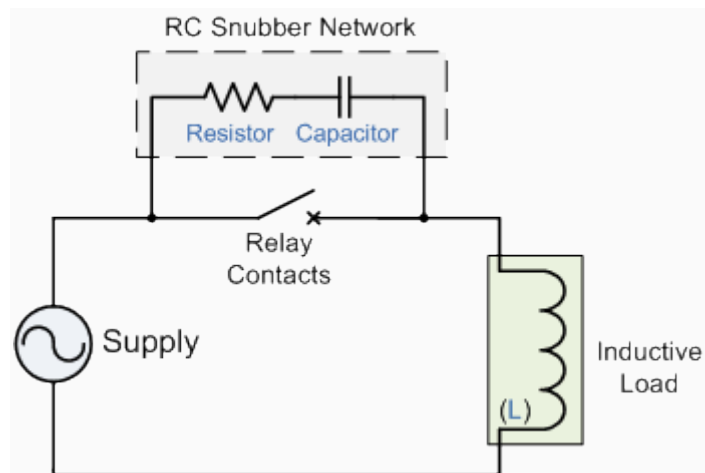 RC Snubber Network
Resistor Capacitor
Relay
Contacts
Supply
Inductive
Load
(L)